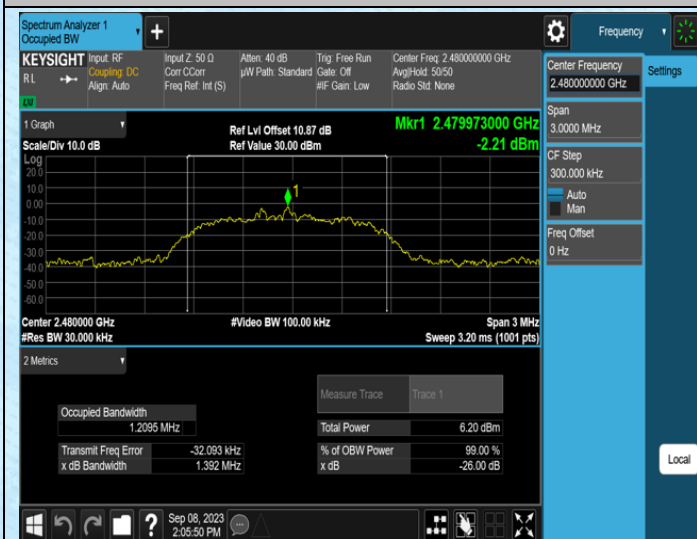 Spectrum Analyzer 1
Occupied BW
Frequency
KEYSIGHT
Input: RF
Coupling: DC
Align: Auto
Input Z: 50 Ω
Corr CCorr
Freq Ref: Int (S)
Atten: 40 dB
µW Path: Standard
Trig: Free Run
Gate: Off
#IF Gain: Low
Center Freq: 2.480000000 GHz
Avg|Hold: 50/50
Radio Std: None
R L
LNI
Center Frequency
2.480000000 GHz
Settings
Span
3.0000 MHz
CF Step
300.000 kHz
Auto
Man
Freq Offset
0 Hz
Local
1 Graph
Scale/Div 10.0 dB
Ref Lvl Offset 10.87 dB
Ref Value 30.00 dBm
Mkr1 2.479973000 GHz
-2.21 dBm
Log
20.0
10.0
0.00
-10.0
-20.0
-30.0
-40.0
-50.0
-60.0
1
Center 2.480000 GHz
#Res BW 30.000 kHz
#Video BW 100.00 kHz
Span 3 MHz
Sweep 3.20 ms (1001 pts)
2 Metrics
Measure Trace
Trace 1
Occupied Bandwidth
1.2095 MHz
Total Power
6.20 dBm
Transmit Freq Error
-32.093 kHz
% of OBW Power
99.00 %
x dB Bandwidth
1.392 MHz
x dB
-26.00 dB
Sep 08, 2023
2:05:50 PM